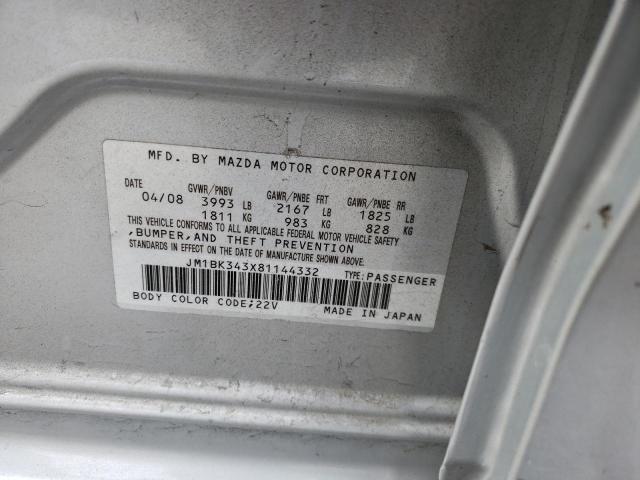 MFD. BY MAZDA MOTOR CORPORATION
DATE GVWR/PNBV GAWR/PNBE FRT GAWR/PNBE RR
04/08 3993 LB 2167 LB 1825 LB
1811 KG 983 KG 828 KG
THIS VEHICLE CONFORMS TO ALL APPLICABLE FEDERAL MOTOR VEHICLE SAFETY
,BUMPER,AND THEFT PREVENTION
STANDARDS IN EFFECT ON THE DATE OF MANUFACTURE SHOWN ABOVE.
JM1BK343X81144332 TYPE:PASSENGER
BODY COLOR CODE;22V MADE IN JAPAN